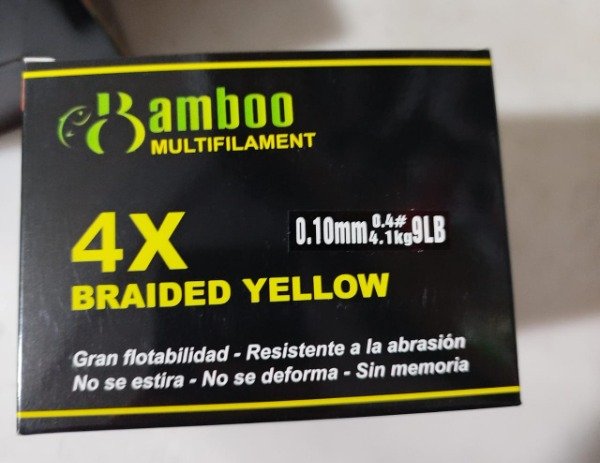 Bamboo
MULTIFILAMENT
4X
0.10mm 0.4# 4.1kg 9LB
BRAIDED YELLOW
Gran flotabilidad - Resistente a la abrasión
No se estira - No se deforma - Sin memoria